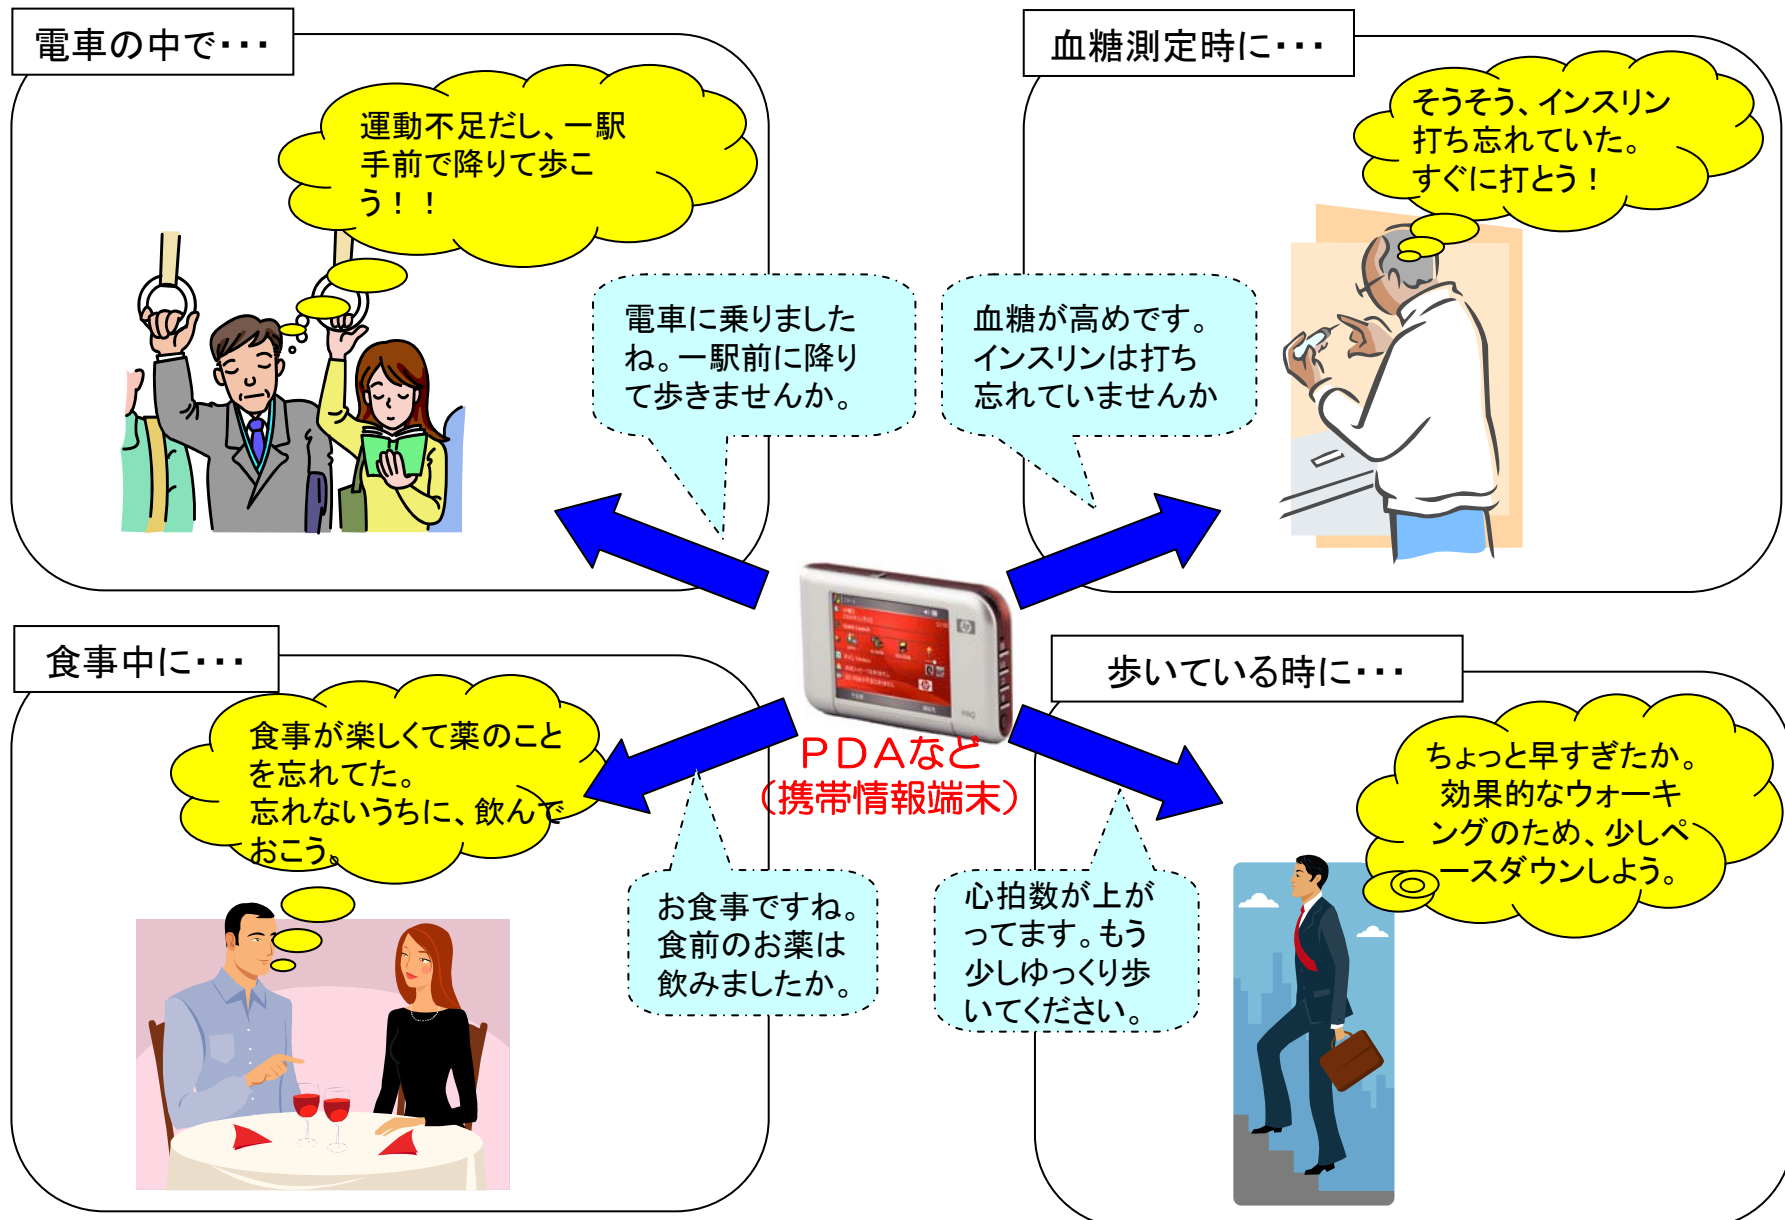 電車の中で・・・
運動不足だし、一駅
手前で降りて歩こ
う！！
電車に乗りました
ね。一駅前に降り
て歩きませんか。
血糖測定時に・・・
そうそう、インスリン
打ち忘れていた。
すぐに打とう！
血糖が高めです。
インスリンは打ち
忘れていませんか
食事中に・・・
食事が楽しくて薬のこと
を忘れてた。
忘れないうちに、飲んで
おこう。
お食事ですね。
食前のお薬は
飲みましたか。
ＰＤＡなど
（携帯情報端末）
歩いている時に・・・
ちょっと早すぎたか。
効果的なウォーキ
ングのため、少しペ
ースダウンしよう。
心拍数が上が
ってます。もう
少しゆっくり歩
いてください。